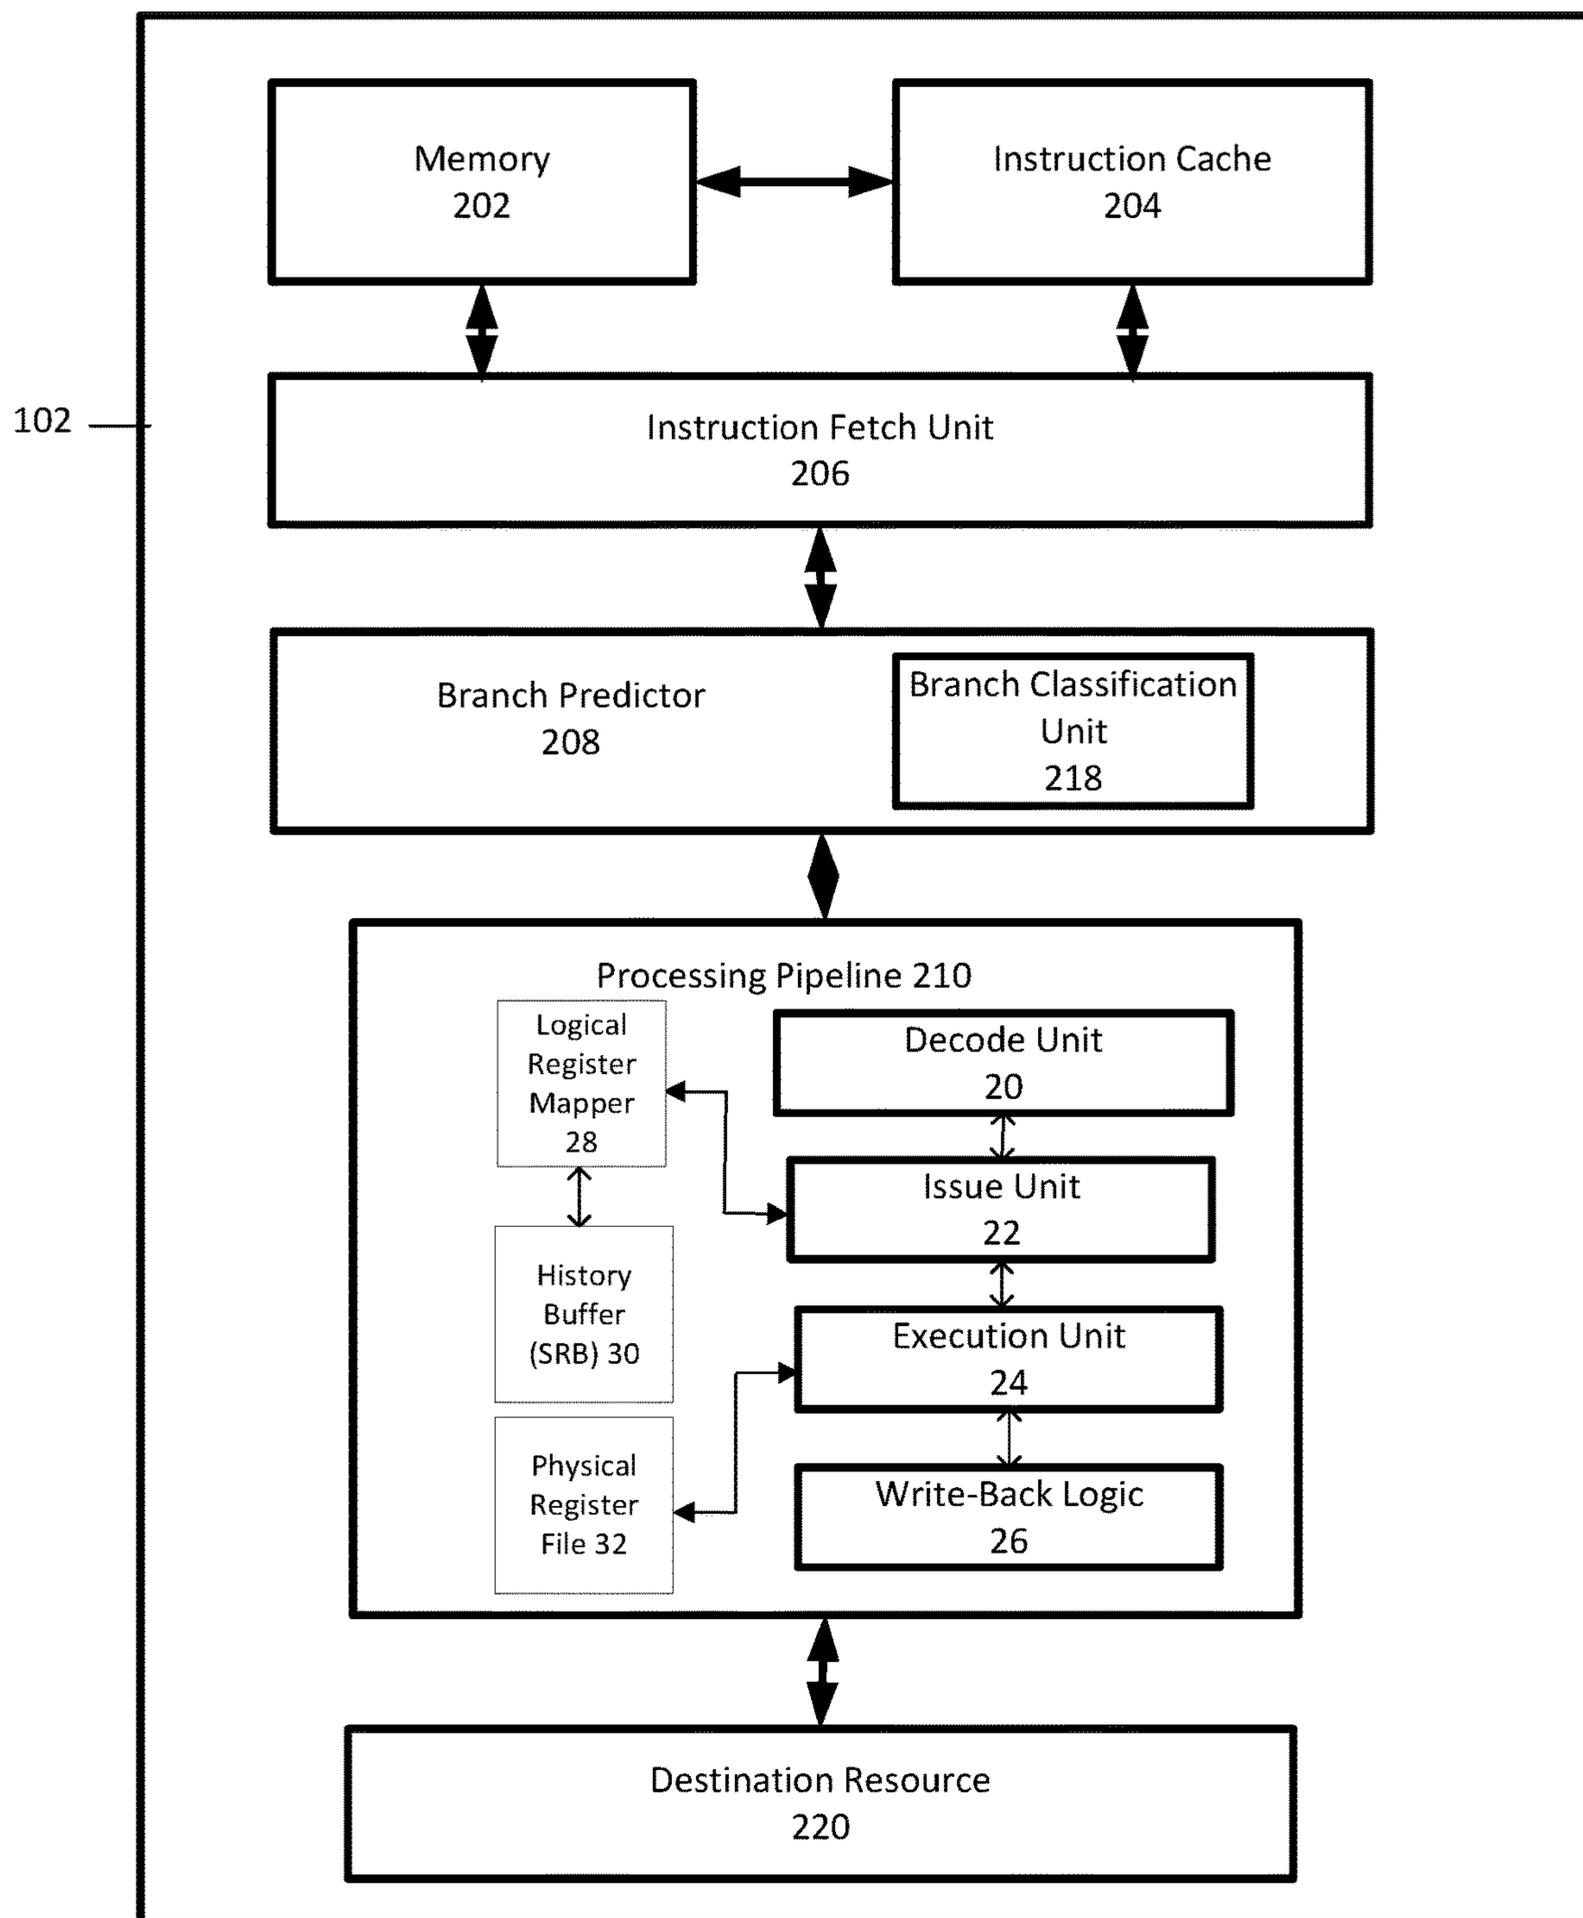 Memory
202
Instruction Cache
204
102
Instruction Fetch Unit
206
Branch Predictor
208
Branch Classification
Unit
218
Processing Pipeline 210
Logical
Register
Mapper
28
Decode Unit
20
Issue Unit
22
History
Buffer
(SRB) 30
Execution Unit
24
Physical
Register
File 32
Write-Back Logic
26
Destination Resource
220